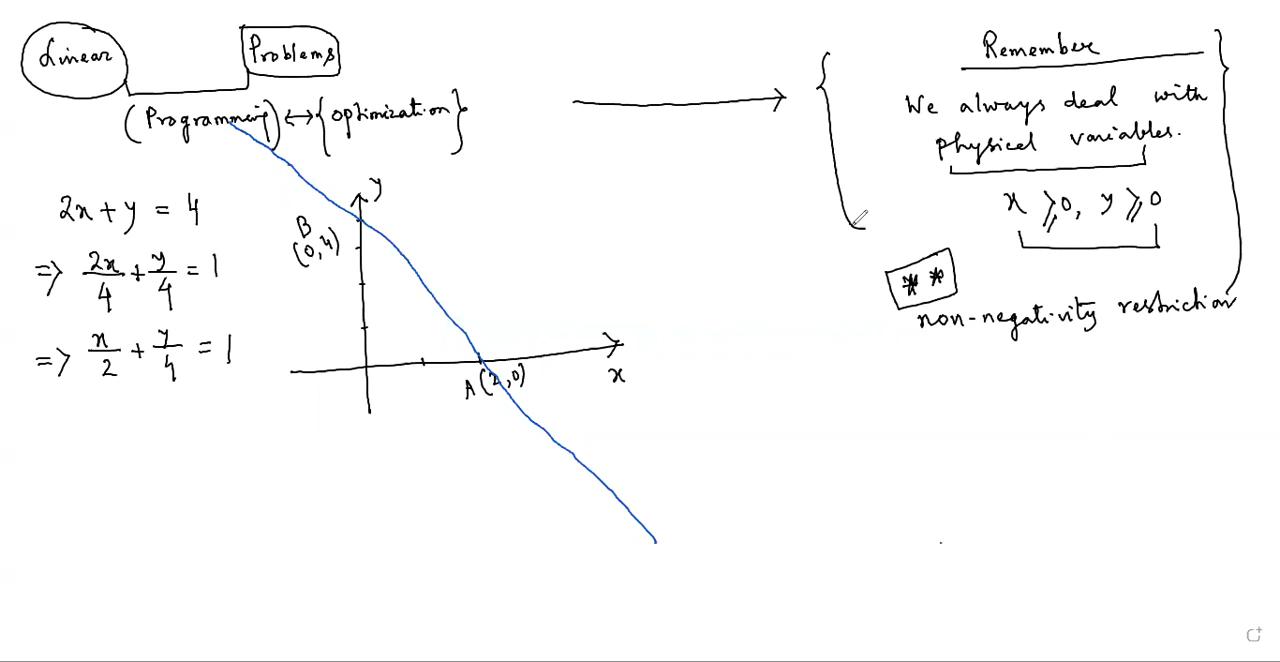 Linear Problems
(Programming) ↔ {optimization}
2x + y = 4
=> 2x/4 + y/4 = 1
=> x/2 + y/4 = 1
y
B
(0,4)
A(2,0)
x
Remember
We always deal with
physical variables.
x ⩾ 0, y ⩾ 0
**
non-negativity restriction